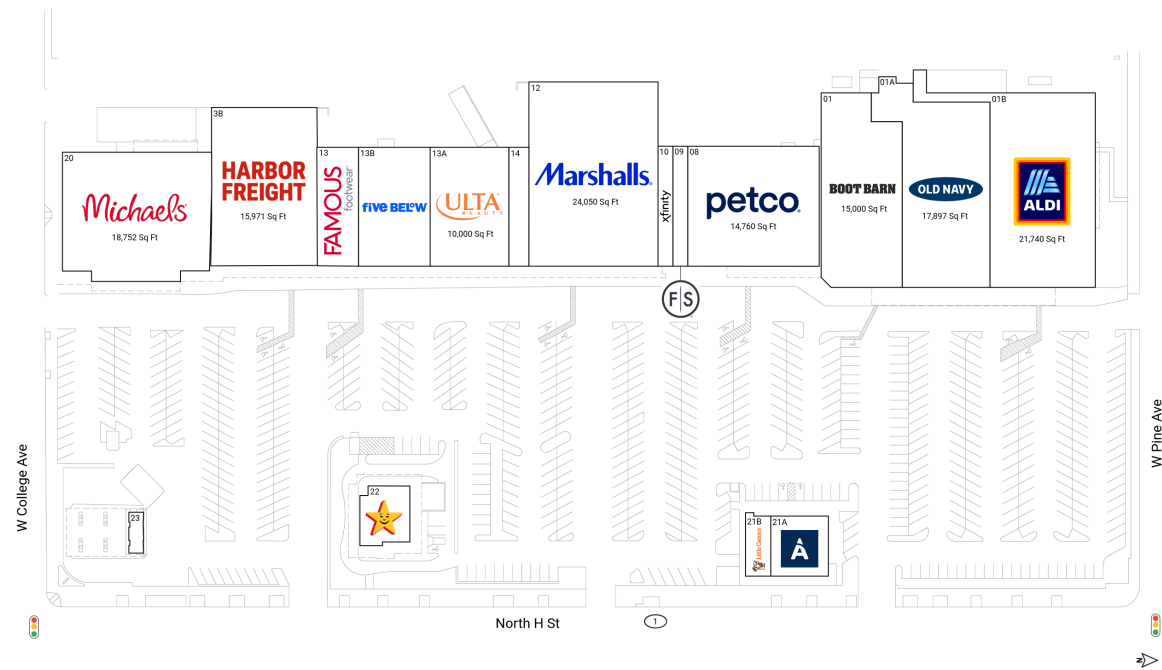 12
01A
01
01B
3B
20
13
13B
13A
14
10
09
08
HARBOR
FREIGHT
15,971 Sq Ft
Michaels
18,752 Sq Ft
FAMOUS
footwear
five BELOW
ULTA
BEAUTY
10,000 Sq Ft
Marshalls
24,050 Sq Ft
xfinity
petco
14,760 Sq Ft
BOOT BARN
15,000 Sq Ft
OLD NAVY
17,897 Sq Ft
ALDI
21,740 Sq Ft
F|S
W College Ave
W Pine Ave
22
23
21B
21A
Little Caesars
A
North H St
1
N